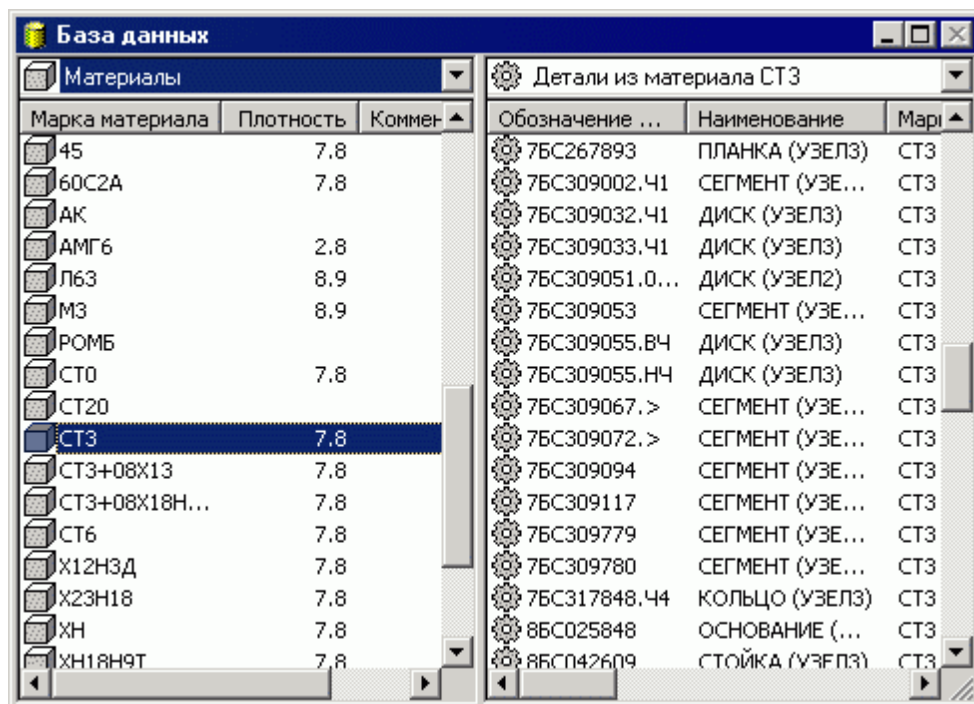 База данных
Материалы
Марка материала Плотность Коммен
45 7.8
60С2А 7.8
АК
АМГ6 2.8
Л63 8.9
М3 8.9
РОМБ
СТ0 7.8
СТ20
СТ3 7.8
СТ3+08Х13 7.8
СТ3+08Х18Н... 7.8
СТ6 7.8
Х12Н3Д 7.8
Х23Н18 7.8
ХН 7.8
ХН18Н9Т 7.8
Детали из материала СТ3
Обозначение ... Наименование Мар
7БС267893 ПЛАНКА (УЗЕЛ3) СТ3
7БС309002.Ч1 СЕГМЕНТ (УЗЕ... СТ3
7БС309032.Ч1 ДИСК (УЗЕЛ3) СТ3
7БС309033.Ч1 ДИСК (УЗЕЛ3) СТ3
7БС309051.0... ДИСК (УЗЕЛ2) СТ3
7БС309053 СЕГМЕНТ (УЗЕ... СТ3
7БС309055.ВЧ ДИСК (УЗЕЛ3) СТ3
7БС309055.НЧ ДИСК (УЗЕЛ3) СТ3
7БС309067.> СЕГМЕНТ (УЗЕ... СТ3
7БС309072.> СЕГМЕНТ (УЗЕ... СТ3
7БС309094 СЕГМЕНТ (УЗЕ... СТ3
7БС309117 СЕГМЕНТ (УЗЕ... СТ3
7БС309779 СЕГМЕНТ (УЗЕ... СТ3
7БС309780 СЕГМЕНТ (УЗЕ... СТ3
7БС317848.Ч4 КОЛЬЦО (УЗЕЛ3) СТ3
8БС025848 ОСНОВАНИЕ (... СТ3
8БС042609 СТОЙКА (УЗЕЛ3) СТ3